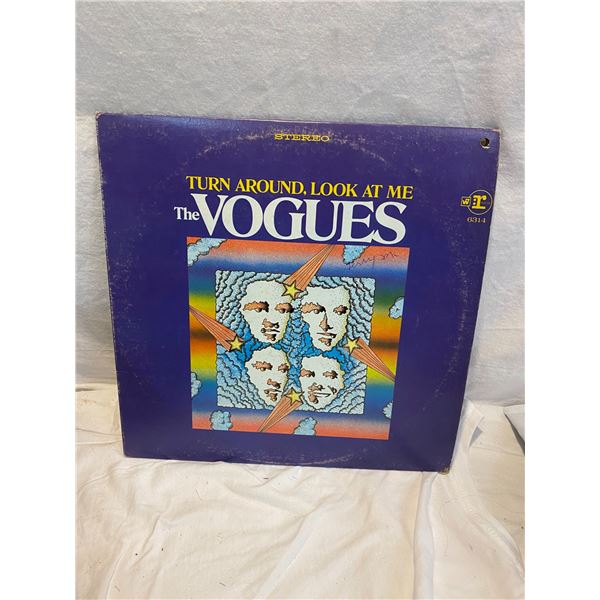 STEREO
TURN AROUND, LOOK AT ME
The VOGUES
r
6314